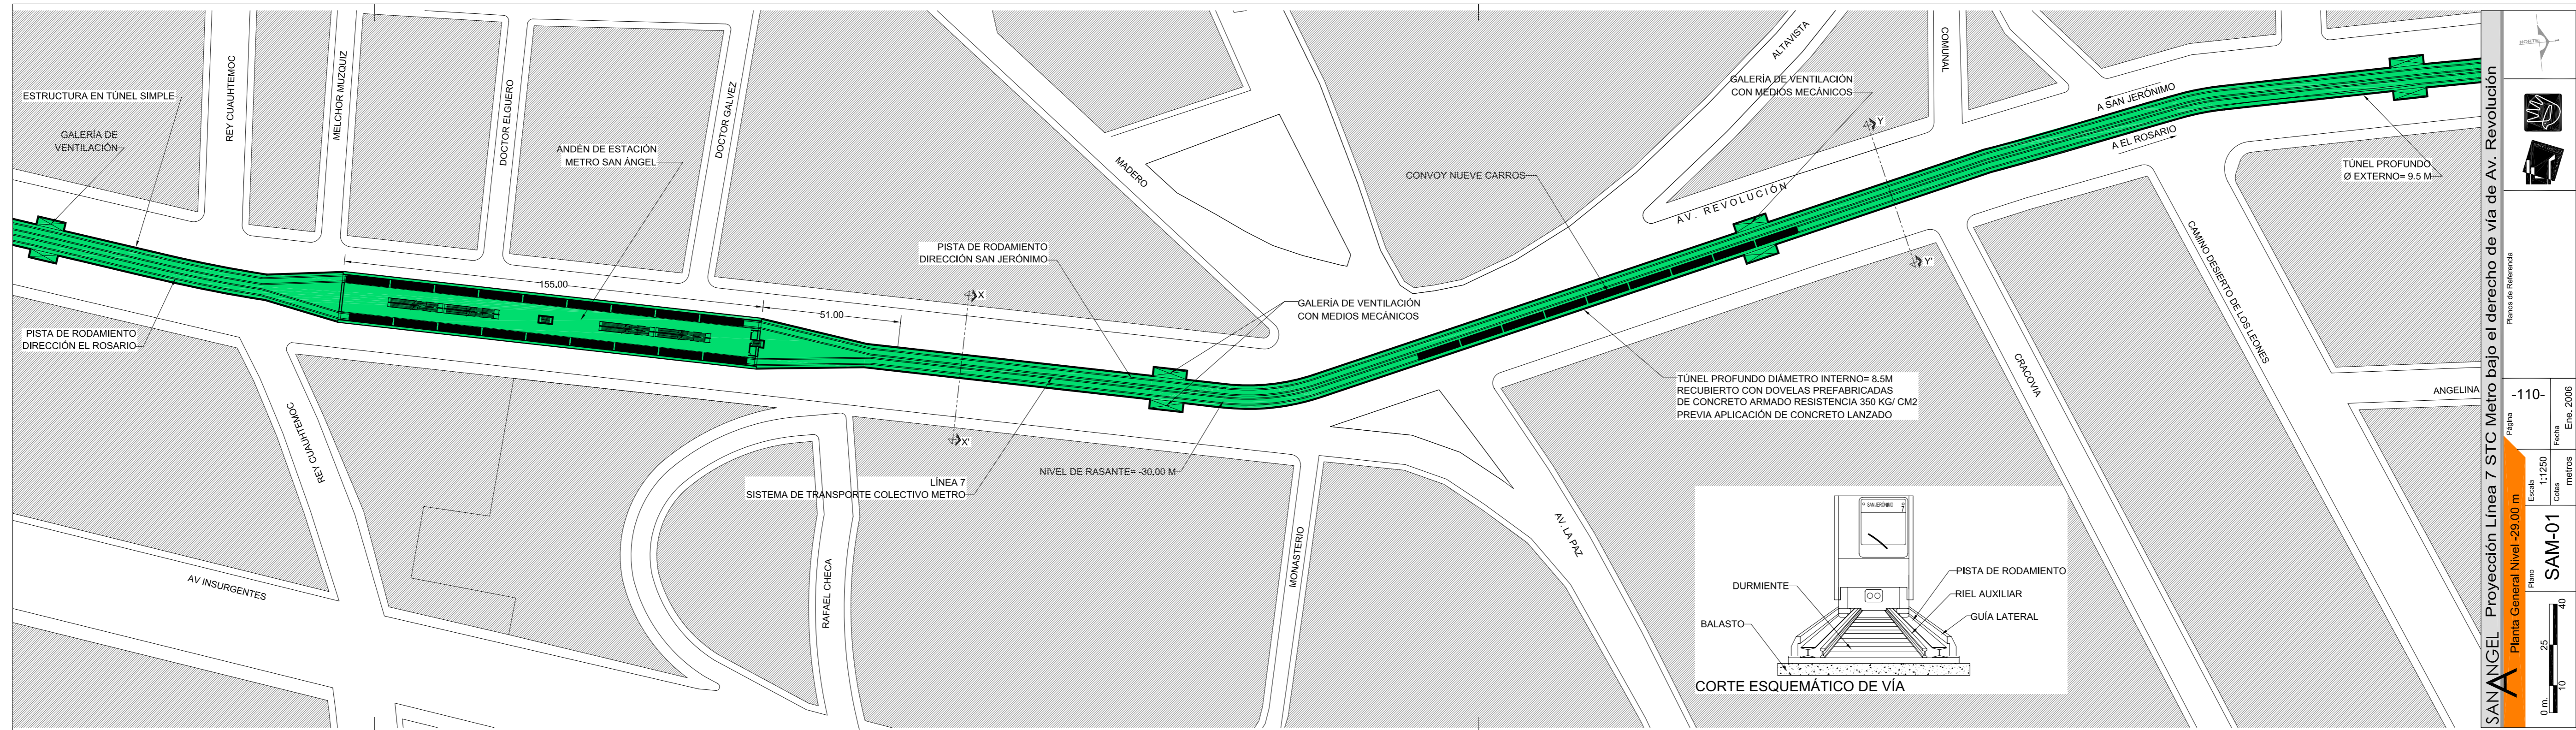 ESTRUCTURA EN TÚNEL SIMPLE
GALERÍA DE
VENTILACIÓN
REY CUAUHTEMOC
MELCHOR MUZQUIZ
DOCTOR ELGUERO
DOCTOR GALVEZ
ANDÉN DE ESTACIÓN
METRO SAN ÁNGEL
MADERO
ALTAVISTA
COMUNAL
GALERÍA DE VENTILACIÓN
CON MEDIOS MECÁNICOS
CONVOY NUEVE CARROS
AV. REVOLUCIÓN
Y
Y'
A SAN JERÓNIMO
A EL ROSARIO
TÚNEL PROFUNDO
Ø EXTERNO= 9.5 M
PISTA DE RODAMIENTO
DIRECCIÓN SAN JERÓNIMO
155.00
51.00
X
X'
GALERÍA DE VENTILACIÓN
CON MEDIOS MECÁNICOS
PISTA DE RODAMIENTO
DIRECCIÓN EL ROSARIO
CAMINO DESIERTO DE LOS LEONES
CRACOVIA
ANGELINA
TÚNEL PROFUNDO DIÁMETRO INTERNO= 8.5M
RECUBIERTO CON DOVELAS PREFABRICADAS
DE CONCRETO ARMADO RESISTENCIA 350 KG/ CM2
PREVIA APLICACIÓN DE CONCRETO LANZADO
REY CUAUHTEMOC
NIVEL DE RASANTE= -30.00 M
LÍNEA 7
SISTEMA DE TRANSPORTE COLECTIVO METRO
AV INSURGENTES
RAFAEL CHECA
MONASTERIO
AV. LA PAZ
SAN JERÓNIMO
7
DURMIENTE
BALASTO
PISTA DE RODAMIENTO
RIEL AUXILIAR
GUÍA LATERAL
CORTE ESQUEMÁTICO DE VÍA
SAN ANGEL Proyección Línea 7 STC Metro bajo el derecho de vía de Av. Revolución
A Planta General Nivel -29.00 m
NORTE
Planos de Referencia
Página
-110-
Fecha
Ene, 2006
Escala
1:1250
Cotas
metros
Plano
SAM-01
0 m.
10
25
40